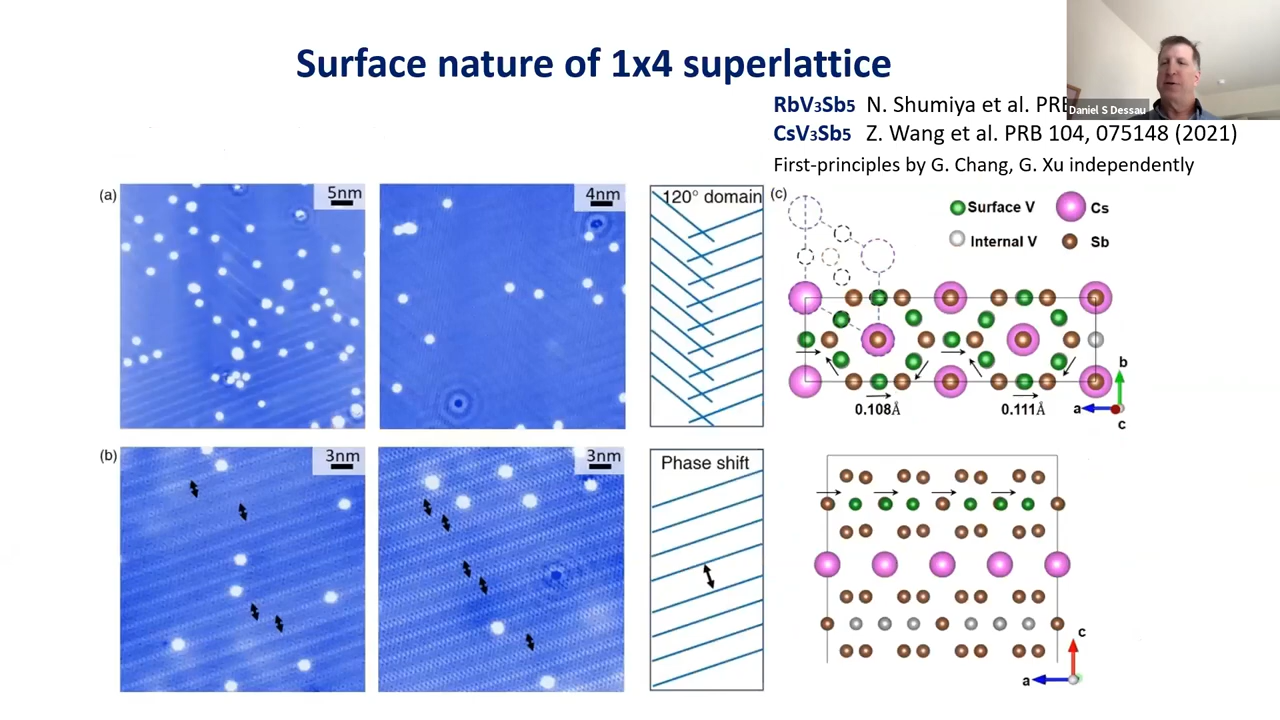 Surface nature of 1x4 superlattice
RbV3Sb5 N. Shumiya et al.
Daniel S Dessau
CsV3Sb5 Z. Wang et al. PRB 104, 075148 (2021)
First-principles by G. Chang, G. Xu independently
(a)
5nm
4nm
120° domain
(c)
Surface V
Cs
Internal V
Sb
0.108Å
0.111Å
b
a
c
(b)
3nm
3nm
Phase shift
c
a